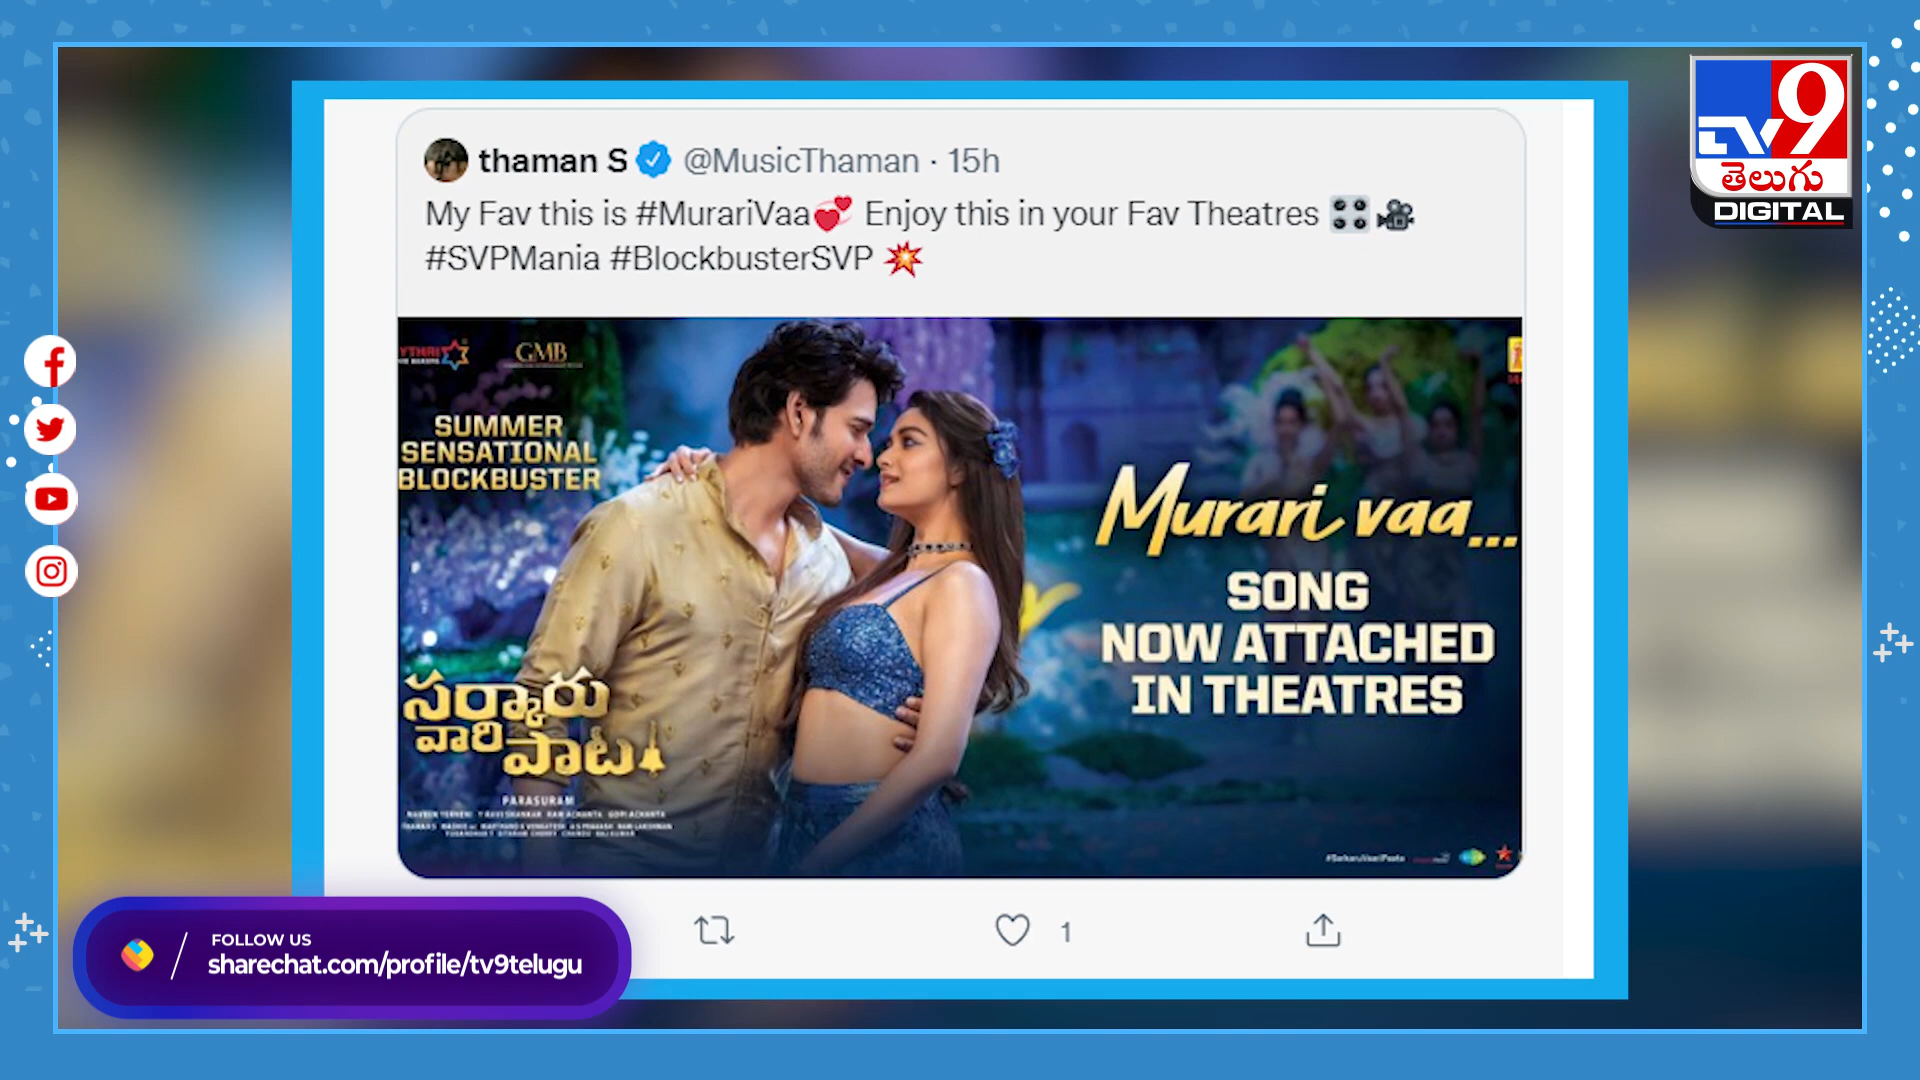 thaman S @MusicThaman · 15h
My Fav this is #MurariVaa💞 Enjoy this in your Fav Theatres 🎛️🎥
#SVPMania #BlockbusterSVP 💥
GMB
SUMMER
SENSATIONAL
BLOCKBUSTER
Murari vaa...
SONG
NOW ATTACHED
IN THEATRES
సర్కారు
వారి పాట
PARASURAM
#SarkaruVaariPaata
1
TV9
తెలుగు
DIGITAL
FOLLOW US
sharechat.com/profile/tv9telugu